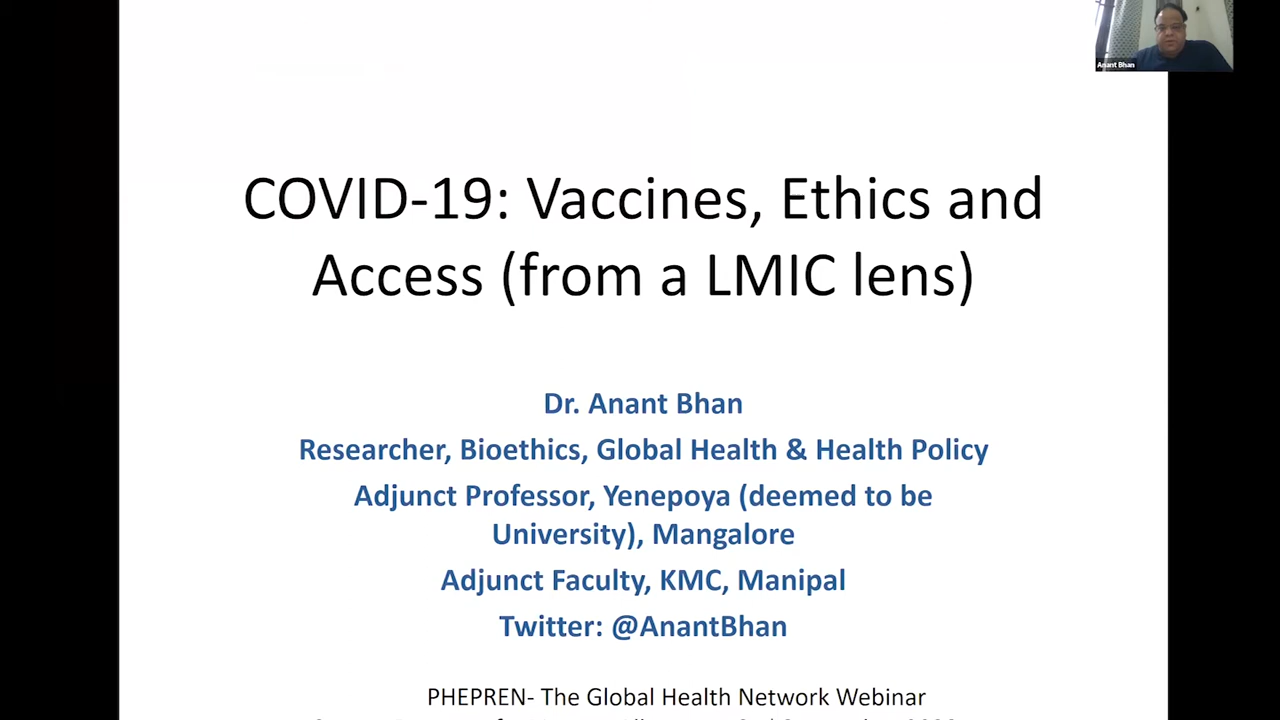 Anant Bhan
COVID-19: Vaccines, Ethics and
Access (from a LMIC lens)
Dr. Anant Bhan
Researcher, Bioethics, Global Health & Health Policy
Adjunct Professor, Yenepoya (deemed to be
University), Mangalore
Adjunct Faculty, KMC, Manipal
Twitter: @AnantBhan
PHEPREN- The Global Health Network Webinar